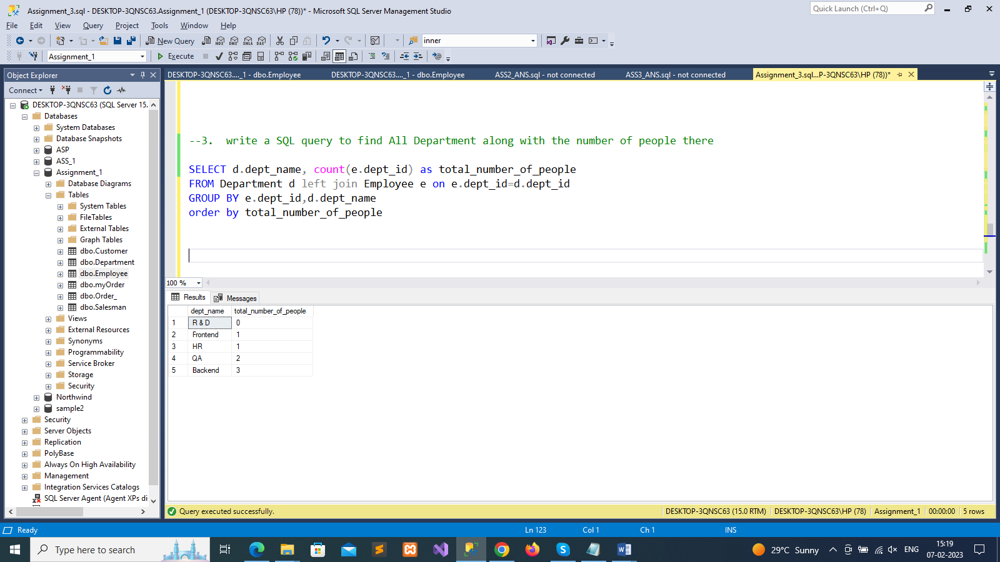 Assignment_3.sql - DESKTOP-3QNSC63.Assignment_1 (DESKTOP-3QNSC63\HP (78))* - Microsoft SQL Server Management Studio
Quick Launch (Ctrl+Q)
File Edit View Query Project Tools Window Help
New Query MDX DMX XMLA DAX inner
Assignment_1 Execute
Object Explorer
DESKTOP-3QNSC63...._1 - dbo.Employee DESKTOP-3QNSC63...._1 - dbo.Employee ASS2_ANS.sql - not connected ASS3_ANS.sql - not connected Assignment_3.sql...P-3QNSC63\HP (78))*
Connect
DESKTOP-3QNSC63 (SQL Server 15.
Databases
System Databases
Database Snapshots
ASP
ASS_1
Assignment_1
Database Diagrams
Tables
System Tables
FileTables
External Tables
Graph Tables
dbo.Customer
dbo.Department
dbo.Employee
dbo.myOrder
dbo.Order_
dbo.Salesman
Views
External Resources
Synonyms
Programmability
Service Broker
Storage
Security
Northwind
sample2
Security
Server Objects
Replication
PolyBase
Always On High Availability
Management
Integration Services Catalogs
SQL Server Agent (Agent XPs di
--3.  write a SQL query to find All Department along with the number of people there
SELECT d.dept_name, count(e.dept_id) as total_number_of_people
FROM Department d left join Employee e on e.dept_id=d.dept_id
GROUP BY e.dept_id,d.dept_name
order by total_number_of_people
100 %
Results Messages
dept_name total_number_of_people
1 R & D 0
2 Frontend 1
3 HR 1
4 QA 2
5 Backend 3
Query executed successfully. DESKTOP-3QNSC63 (15.0 RTM) DESKTOP-3QNSC63\HP (78) Assignment_1 00:00:00 5 rows
Ready Ln 123 Col 1 Ch 1 INS
Type here to search
29°C Sunny ENG 15:19
07-02-2023